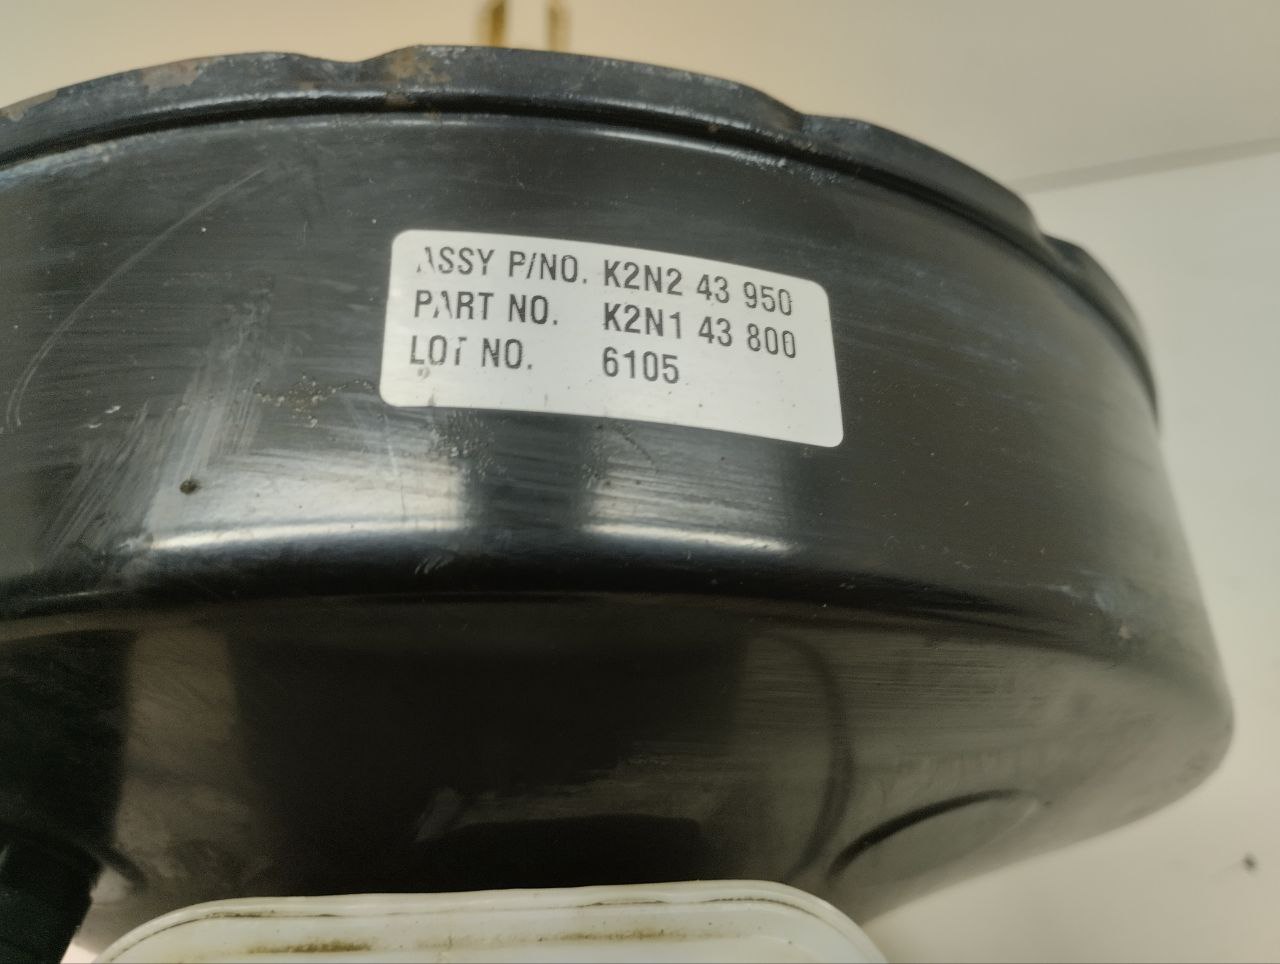 ASSY P/NO. K2N2 43 950
PART NO. K2N1 43 800
LOT NO. 6105